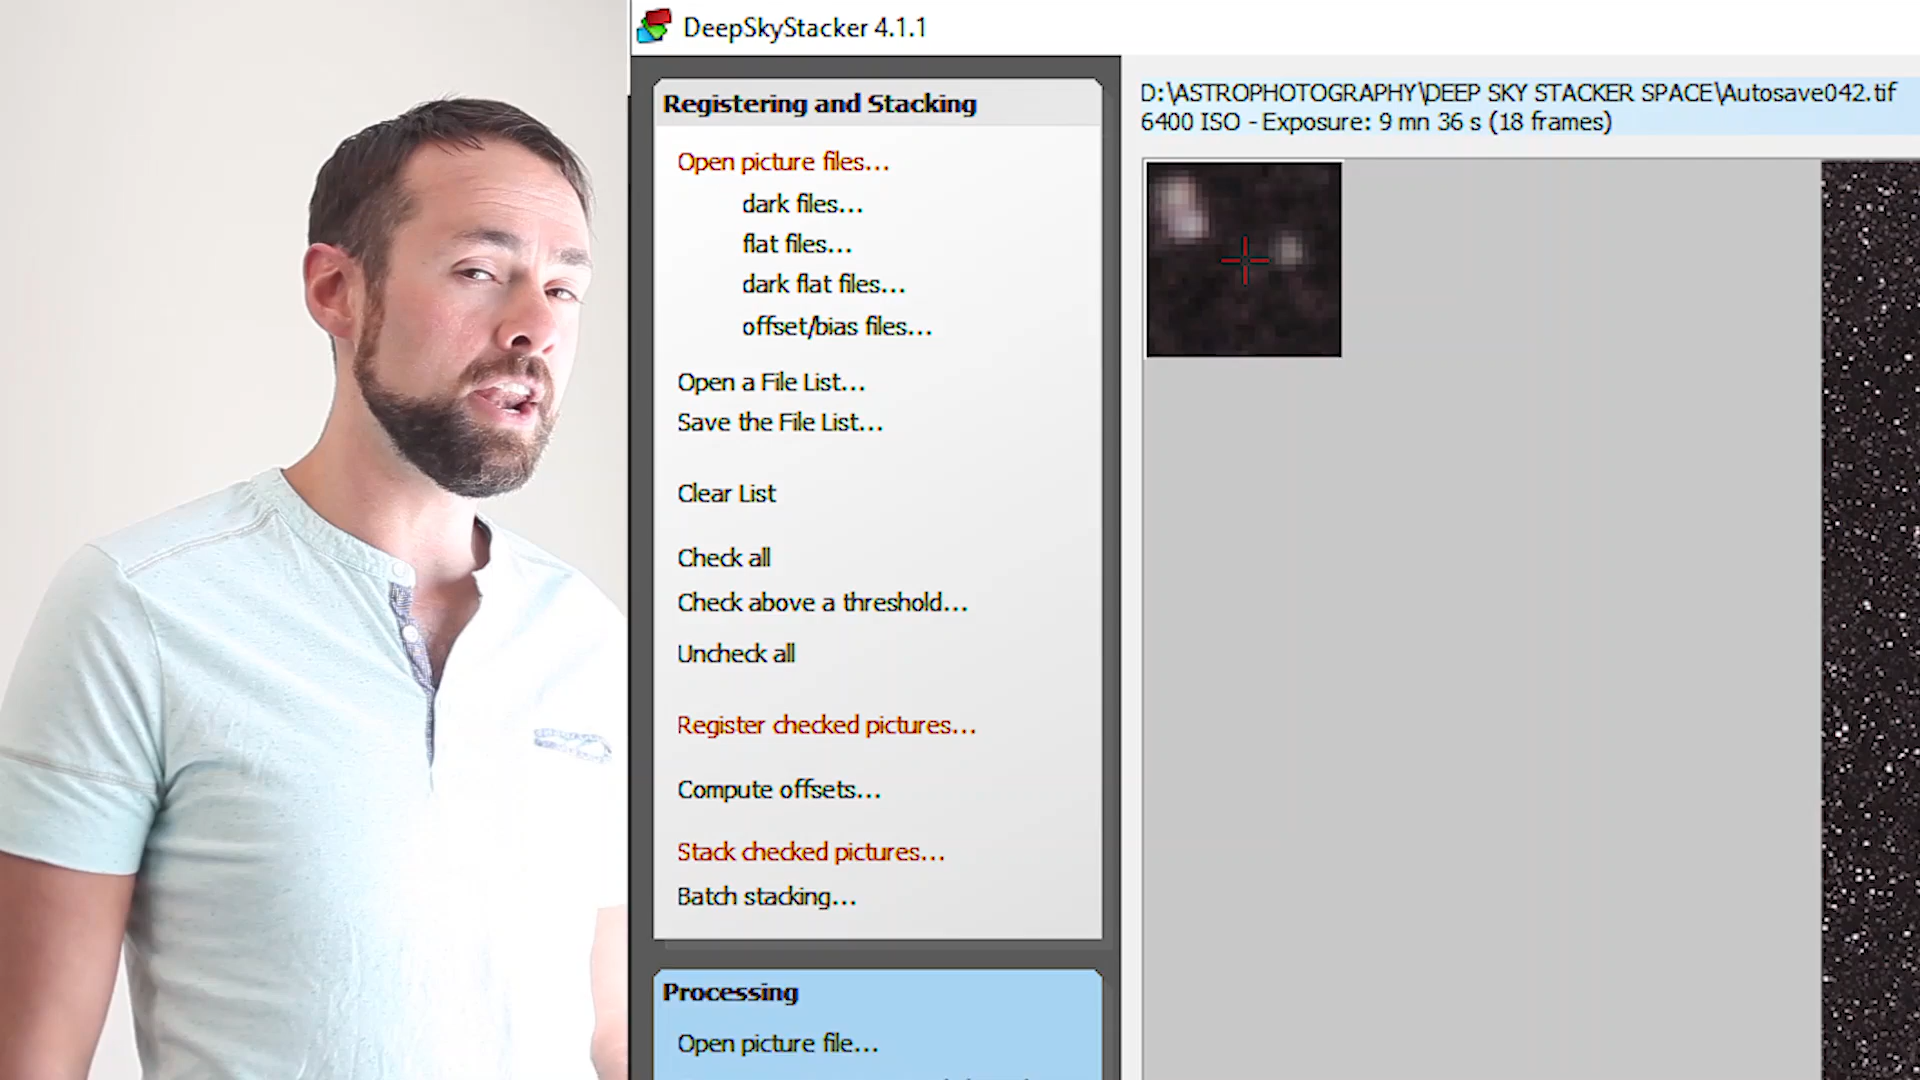 DeepSkyStacker 4.1.1
Registering and Stacking
Open picture files...
dark files...
flat files...
dark flat files...
offset/bias files...
Open a File List...
Save the File List...
Clear List
Check all
Check above a threshold...
Uncheck all
Register checked pictures...
Compute offsets...
Stack checked pictures...
Batch stacking...
Processing
Open picture file...
D:\ASTROPHOTOGRAPHY\DEEP SKY STACKER SPACE\Autosave042.tif
6400 ISO - Exposure: 9 mn 36 s (18 frames)